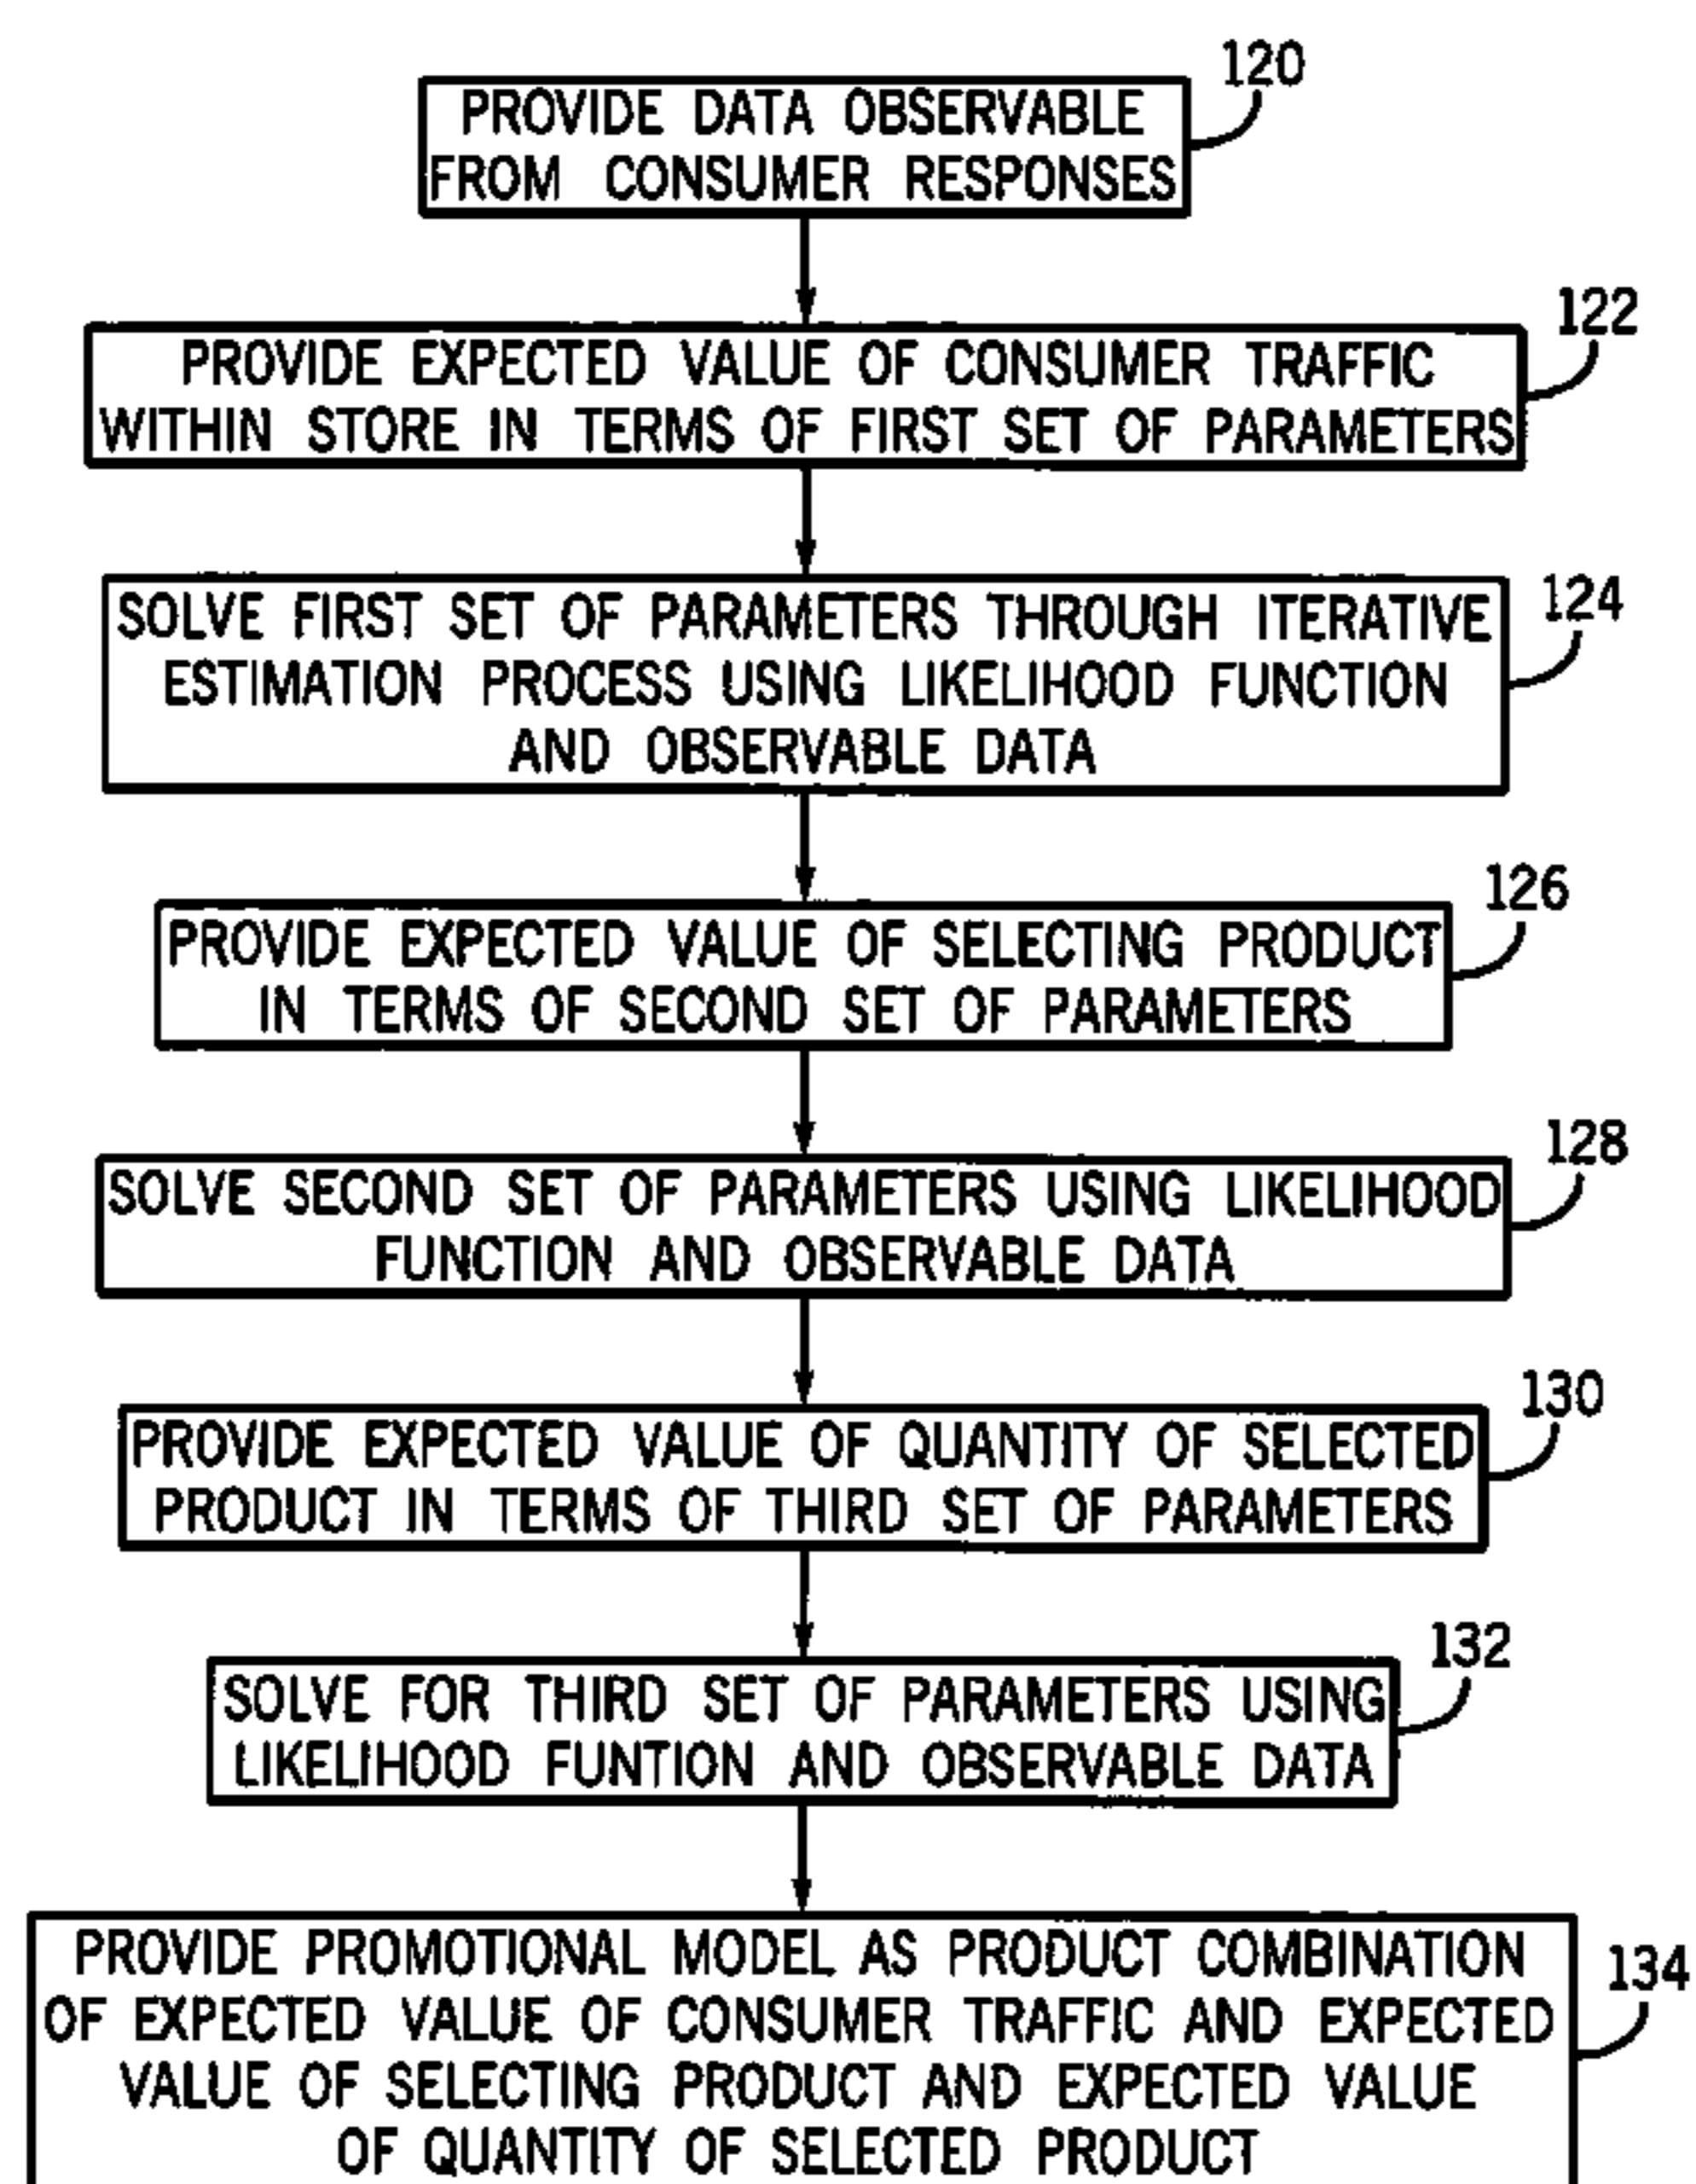 120
PROVIDE DATA OBSERVABLE
FROM CONSUMER RESPONSES
122
PROVIDE EXPECTED VALUE OF CONSUMER TRAFFIC
WITHIN STORE IN TERMS OF FIRST SET OF PARAMETERS
124
SOLVE FIRST SET OF PARAMETERS THROUGH ITERATIVE
ESTIMATION PROCESS USING LIKELIHOOD FUNCTION
AND OBSERVABLE DATA
126
PROVIDE EXPECTED VALUE OF SELECTING PRODUCT
IN TERMS OF SECOND SET OF PARAMETERS
128
SOLVE SECOND SET OF PARAMETERS USING LIKELIHOOD
FUNCTION AND OBSERVABLE DATA
130
PROVIDE EXPECTED VALUE OF QUANTITY OF SELECTED
PRODUCT IN TERMS OF THIRD SET OF PARAMETERS
132
SOLVE FOR THIRD SET OF PARAMETERS USING
LIKELIHOOD FUNTION AND OBSERVABLE DATA
134
PROVIDE PROMOTIONAL MODEL AS PRODUCT COMBINATION
OF EXPECTED VALUE OF CONSUMER TRAFFIC AND EXPECTED
VALUE OF SELECTING PRODUCT AND EXPECTED VALUE
OF QUANTITY OF SELECTED PRODUCT